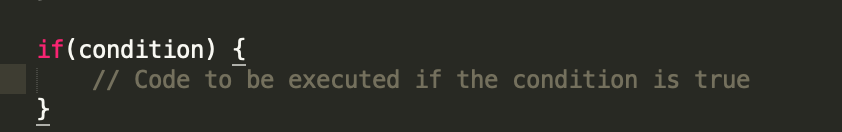 if(condition) {
    // Code to be executed if the condition is true
}